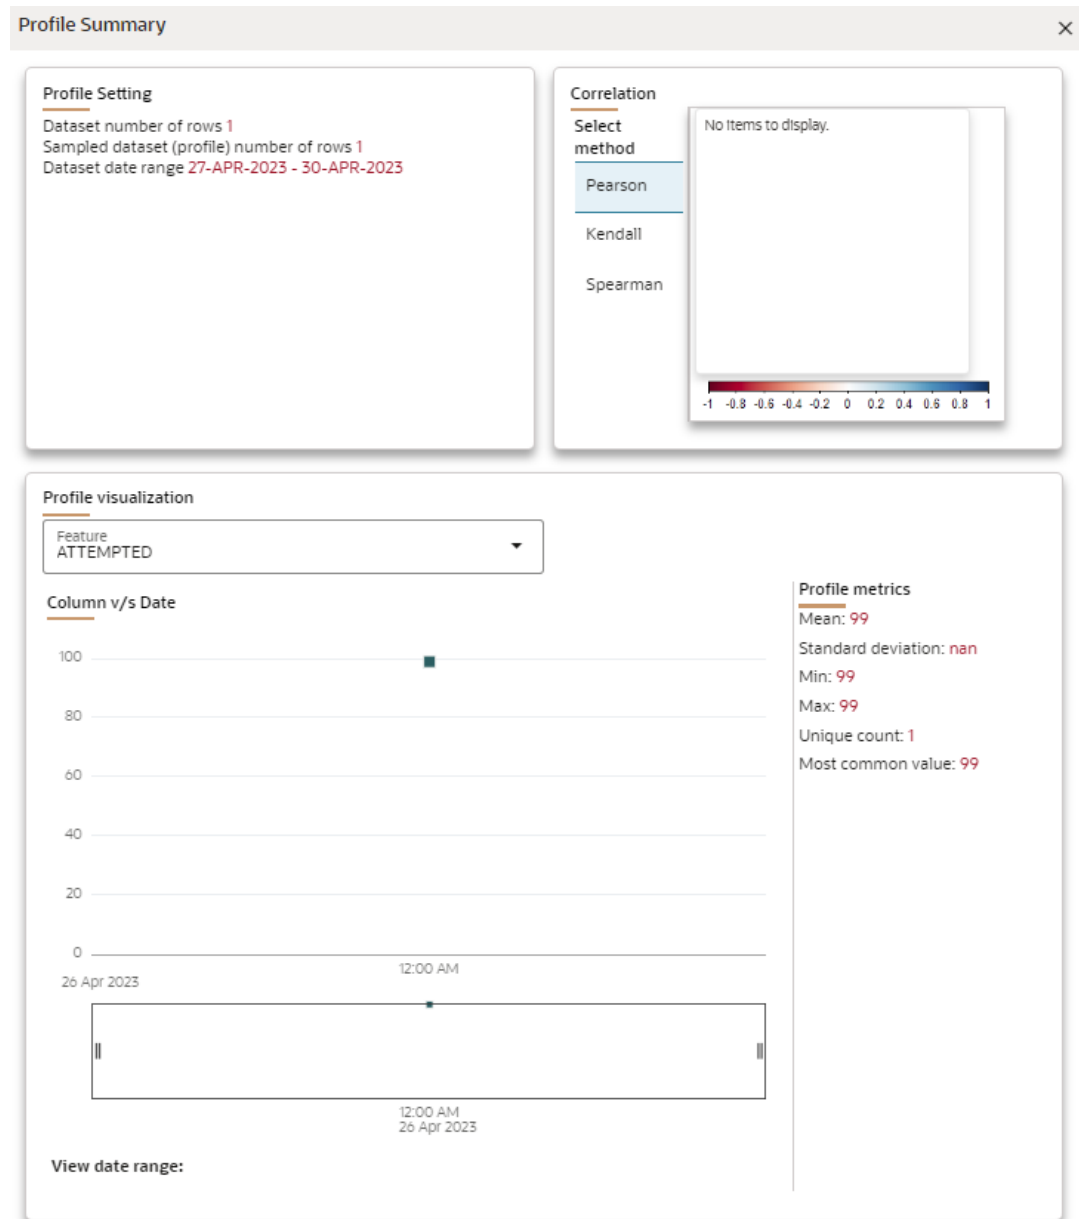 Profile Summary
Profile Setting
Dataset number of rows 1
Sampled dataset (profile) number of rows 1
Dataset date range 27-APR-2023 - 30-APR-2023
Correlation
Select
method
Pearson
Kendall
Spearman
No items to display.
-1 -0.8 -0.6 -0.4 -0.2 0 0.2 0.4 0.6 0.8 1
Profile visualization
Feature
ATTEMPTED
Column v/s Date
100
80
60
40
20
0
12:00 AM
26 Apr 2023
12:00 AM
26 Apr 2023
View date range:
Profile metrics
Mean: 99
Standard deviation: nan
Min: 99
Max: 99
Unique count: 1
Most common value: 99